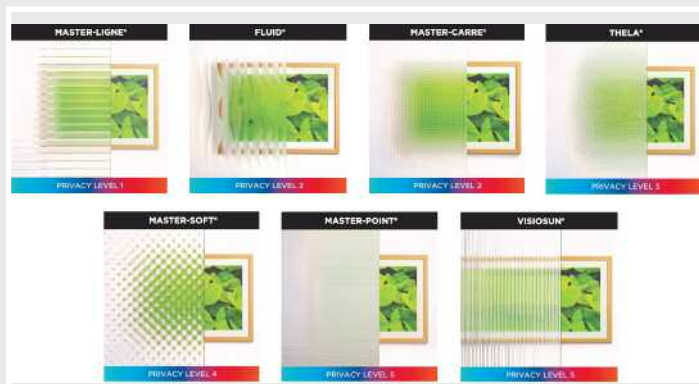 MASTER-LIGNE®
FLUID®
MASTER-CARRE®
THELA®
PRIVACY LEVEL 1
PRIVACY LEVEL 2
PRIVACY LEVEL 2
PRIVACY LEVEL 3
MASTER-SOFT®
MASTER-POINT®
VISIOSUN®
PRIVACY LEVEL 4
PRIVACY LEVEL 5
PRIVACY LEVEL 5